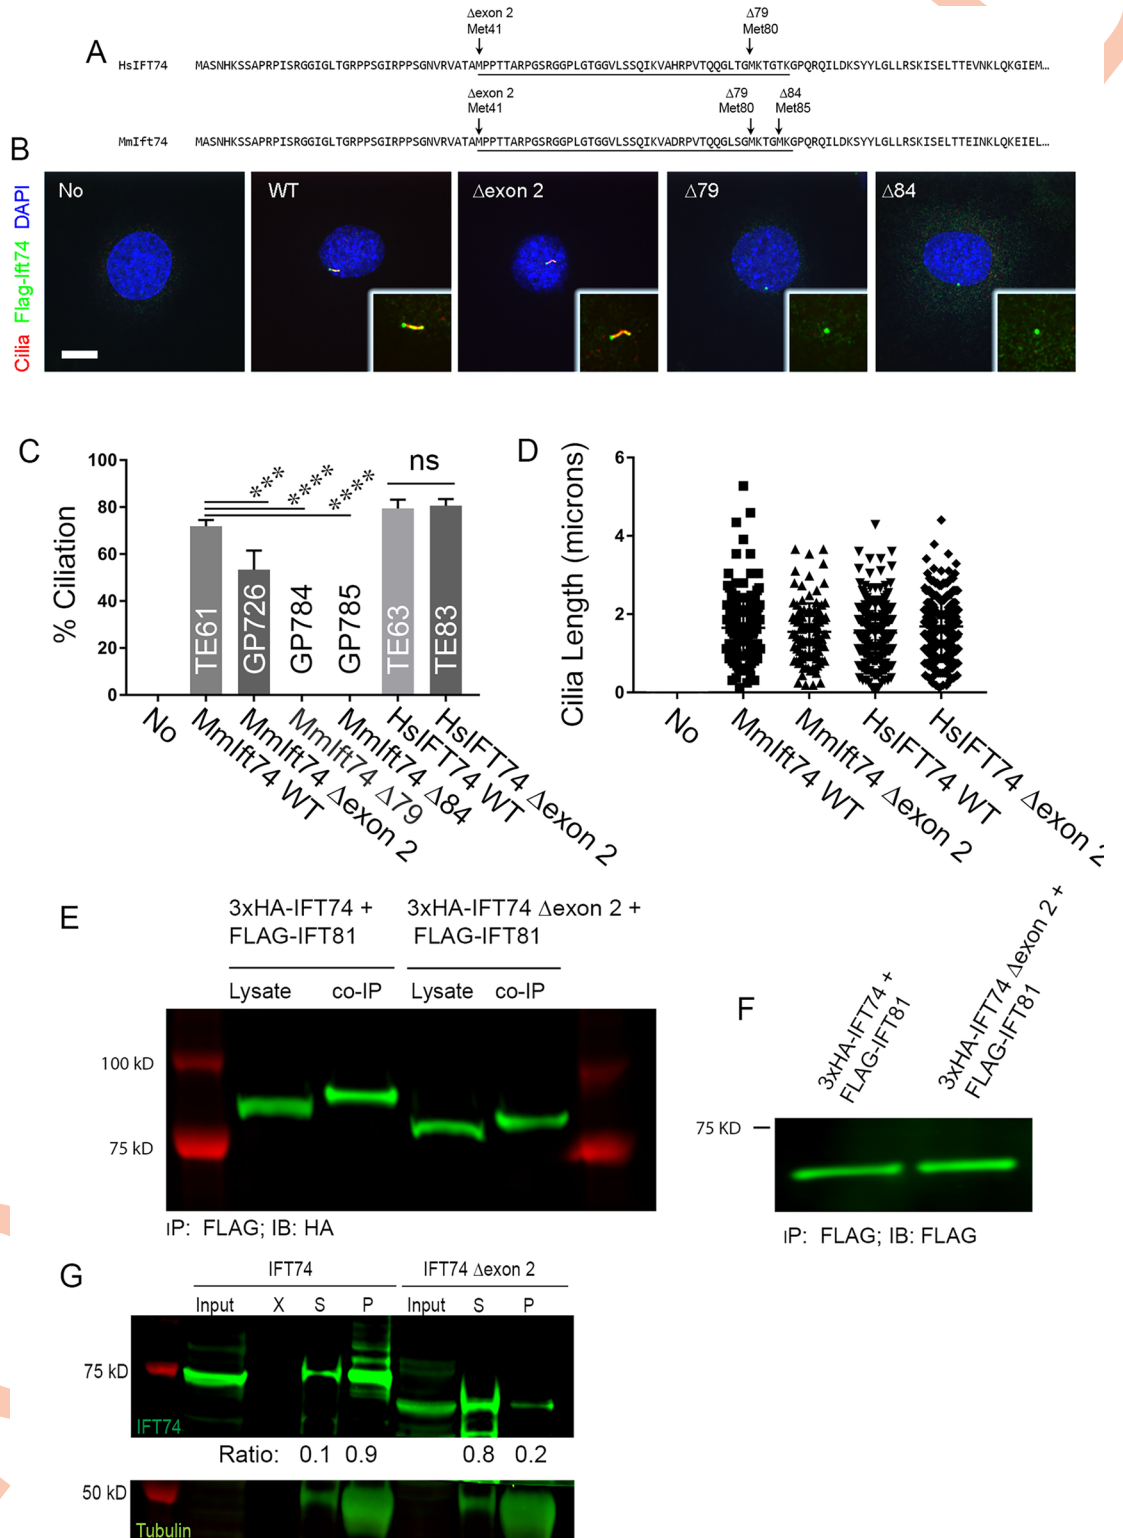 A
Δexon 2
Met41
Δ79
Met80
HsIFT74 MASNHKSSAPRPISRGGIGLTGRPPSGIRPPSGNVRVATAMPPTTARPGSRGGPLGTGGVLSSQIKVAHRPVTQQGLTGMKTGTKGPQRQILDKSYYLGLLRSKISELTTEVNKLQKGIEM...
Δexon 2
Met41
Δ79
Met80
Δ84
Met85
MmIft74 MASNHKSSAPRPISRGGIGLTGRPPSGIRPPSGNVRVATAMPPTTARPGSRGGPLGTGGVLSSQIKVADRPVTQQGLSGMKTGMKGPQRQILDKSYYLGLLRSKISELTTEINKLQKEIEL...
B
Cilia Flag-Ift74 DAPI
No
WT
Δexon 2
Δ79
Δ84
C
% Ciliation
100
80
60
40
20
0
***
****
****
ns
TE61
GP726
GP784
GP785
TE63
TE83
No
MmIft74 WT
MmIft74 Δexon 2
MmIft74 Δ79
MmIft74 Δ84
HsIFT74 WT
HsIFT74 Δexon 2
D
Cilia Length (microns)
6
4
2
0
No
MmIft74 WT
MmIft74 Δexon 2
HsIFT74 WT
HsIFT74 Δexon 2
E
3xHA-IFT74 +
FLAG-IFT81
3xHA-IFT74 Δexon 2 +
FLAG-IFT81
Lysate co-IP Lysate co-IP
100 kD
75 kD
IP: FLAG; IB: HA
F
3xHA-IFT74 +
FLAG-IFT81
3xHA-IFT74 Δexon 2 +
FLAG-IFT81
75 KD
IP: FLAG; IB: FLAG
G
IFT74 IFT74 Δexon 2
Input X S P Input S P
75 kD
IFT74
Ratio: 0.1 0.9 0.8 0.2
50 kD
Tubulin